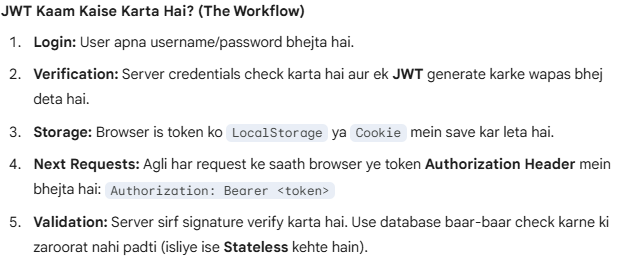 JWT Kaam Kaise Karta Hai? (The Workflow)
1. Login: User apna username/password bhejta hai.
2. Verification: Server credentials check karta hai aur ek JWT generate karke wapas bhej
deta hai.
3. Storage: Browser is token ko LocalStorage ya Cookie mein save kar leta hai.
4. Next Requests: Agli har request ke saath browser ye token Authorization Header mein
bhejta hai: Authorization: Bearer <token>
5. Validation: Server sirf signature verify karta hai. Use database baar-baar check karne ki
zaroorat nahi padti (isliye ise Stateless kehte hain).